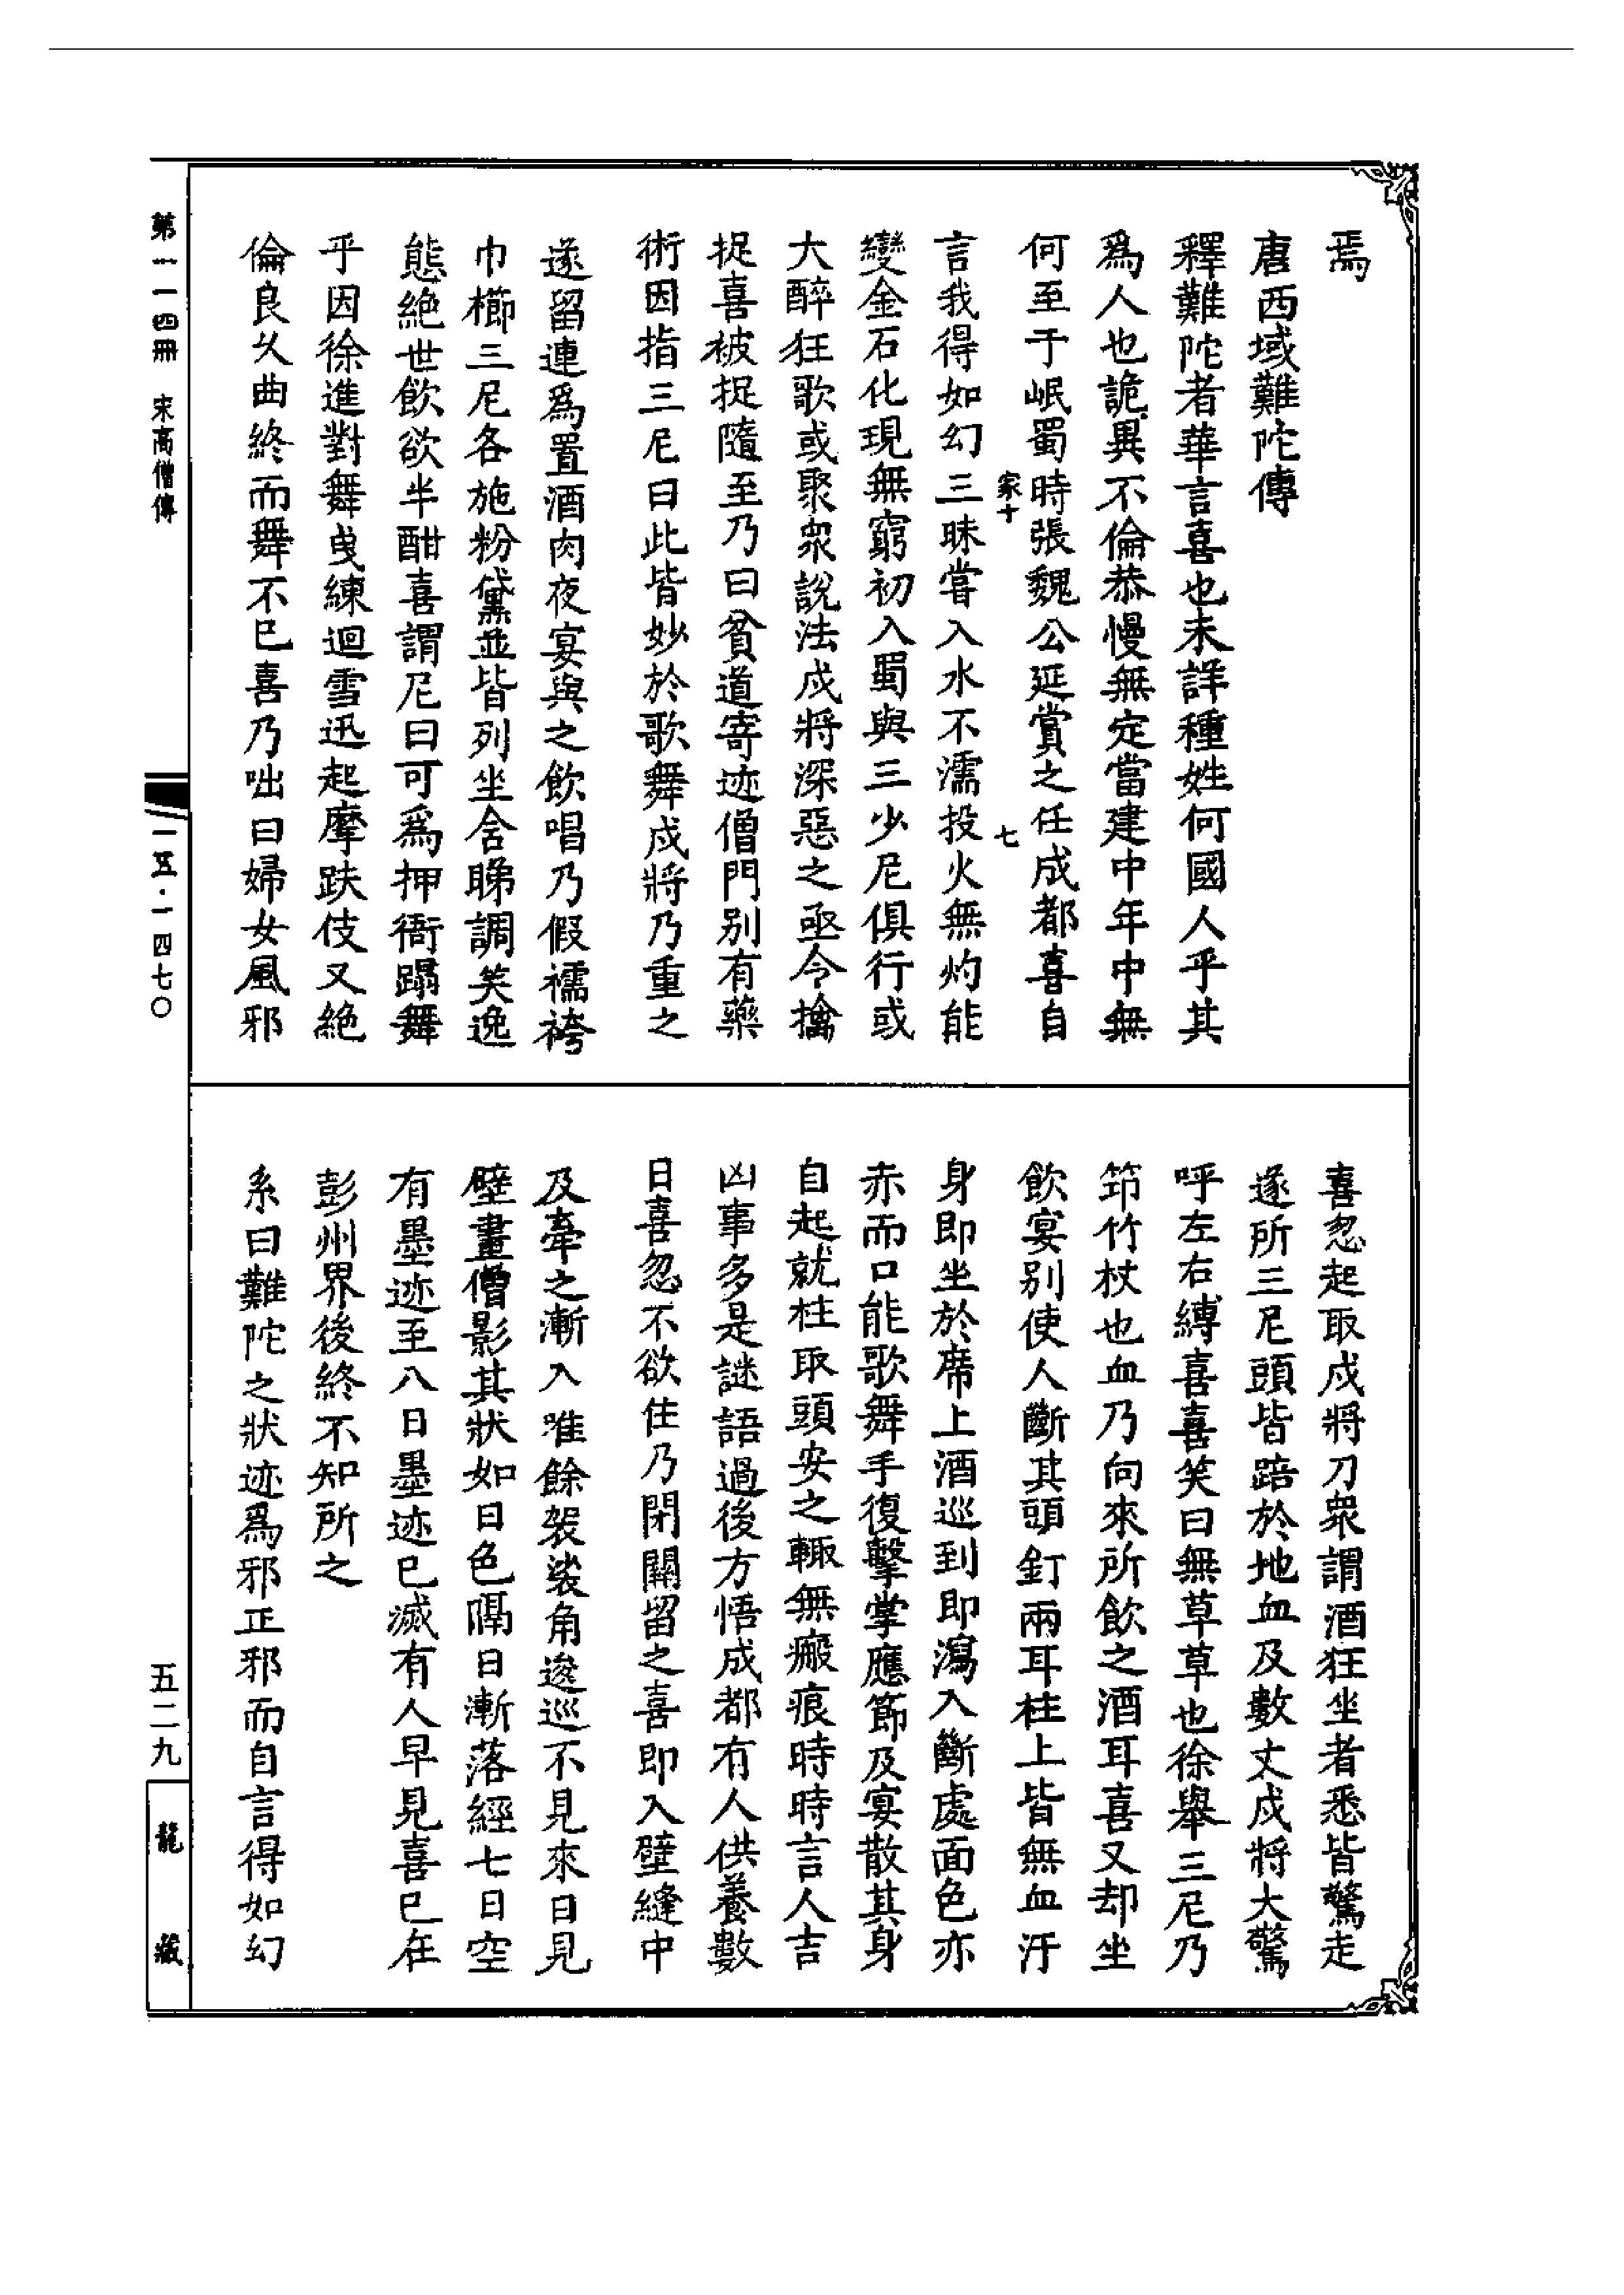 焉
唐西域難陀傳
釋難陀者華言喜也未詳種姓何國人乎其
爲人也詭異不倫恭慢無定當建中年中無
何至于岷蜀時張魏公延賞之任成都喜自
家十
七
言我得如幻三昧嘗入水不濡投火無灼能
變金石化現無窮初入蜀與三少尼俱行或
大醉狂歌或聚衆說法戍將深惡之亟令擒
捉喜被捉隨至乃曰貧道寄迹僧門別有藥
術因指三尼曰此皆妙於歌舞戍將乃重之
遂留連爲置酒肉夜宴與之飲唱乃假襦袴
巾櫛三尼各施粉黛並皆列坐含睇調笑逸
態絕世飲欲半酣喜謂尼曰可爲押衙蹋舞
乎因徐進對舞曳練迴雪迅起摩趺伎又絕
倫良久曲終而舞不已喜乃咄曰婦女風邪
喜忽起取戍將刀衆謂酒狂坐者悉皆驚走
遂所三尼頭皆踣於地血及數丈戍將大驚
呼左右縛喜喜笑曰無草草也徐舉三尼乃
筇竹杖也血乃向來所飲之酒耳喜又却坐
飲宴別使人斷其頭釘兩耳柱上皆無血汙
身即坐於席上酒巡到即瀉入斷處面色亦
赤而口能歌舞手復擊掌應節及宴散其身
自起就柱取頭安之輙無瘢痕時時言人吉
凶事多是謎語過後方悟成都有人供養數
日喜忽不欲住乃閉關留之喜即入壁縫中
及牽之漸入唯餘袈裟角逡巡不見來日見
壁畫僧影其狀如日色隔日漸落經七日空
有墨迹至八日墨迹已滅有人早見喜已在
彭州界後終不知所之
系曰難陀之狀迹爲邪正邪而自言得如幻
第一一四冊　宋高僧傳
一五·一四七〇
五二九
龍藏